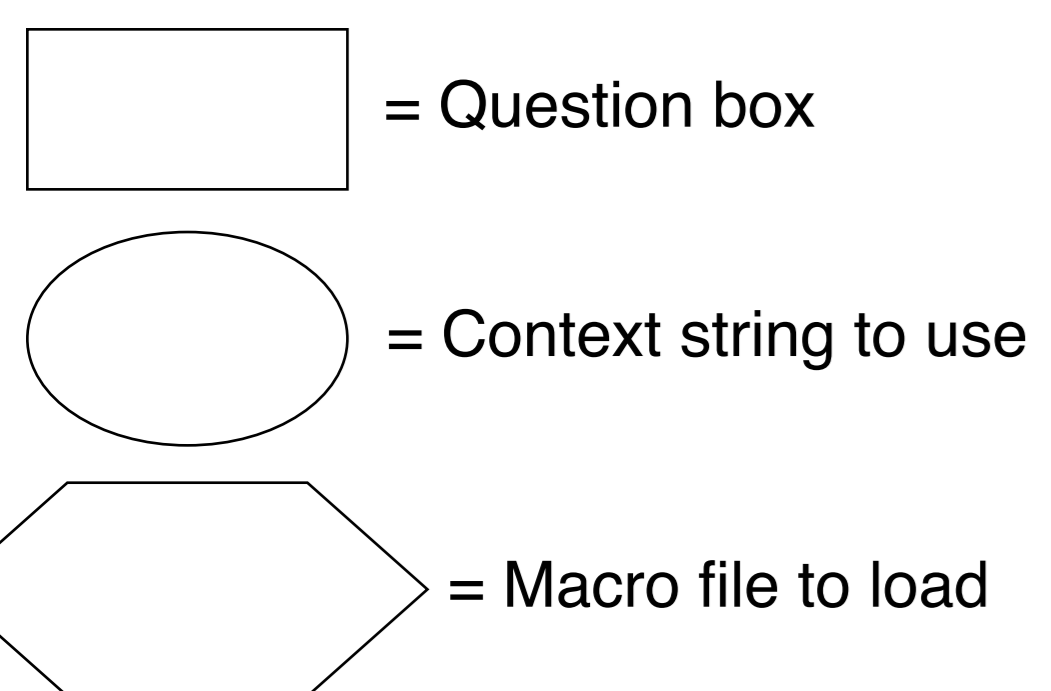 = Question box
= Context string to use
= Macro file to load